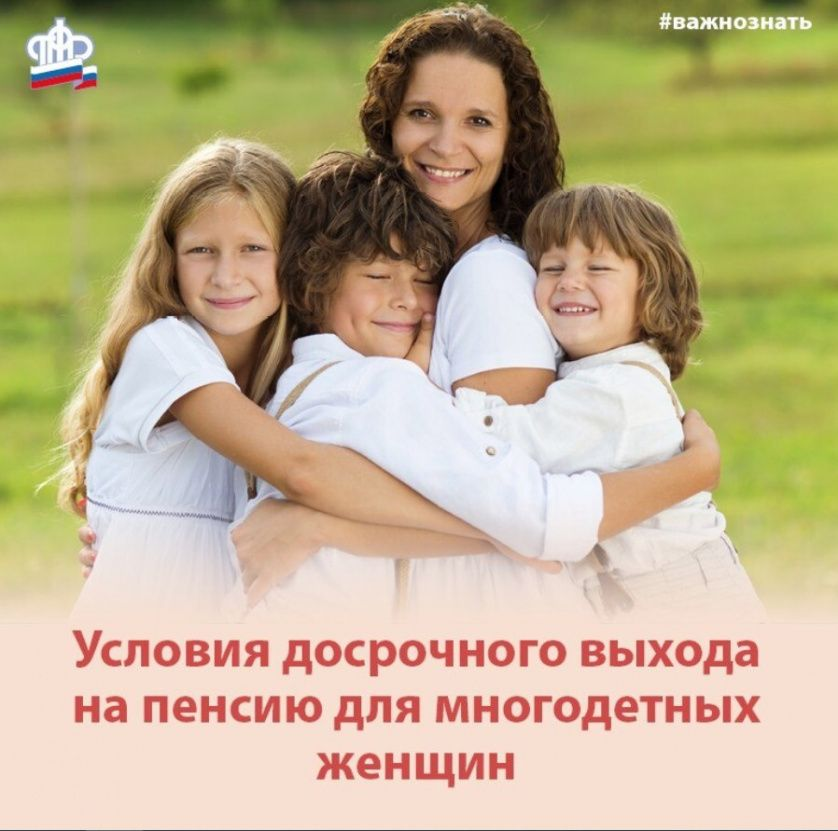 #важнознать
Условия досрочного выхода
на пенсию для многодетных
женщин